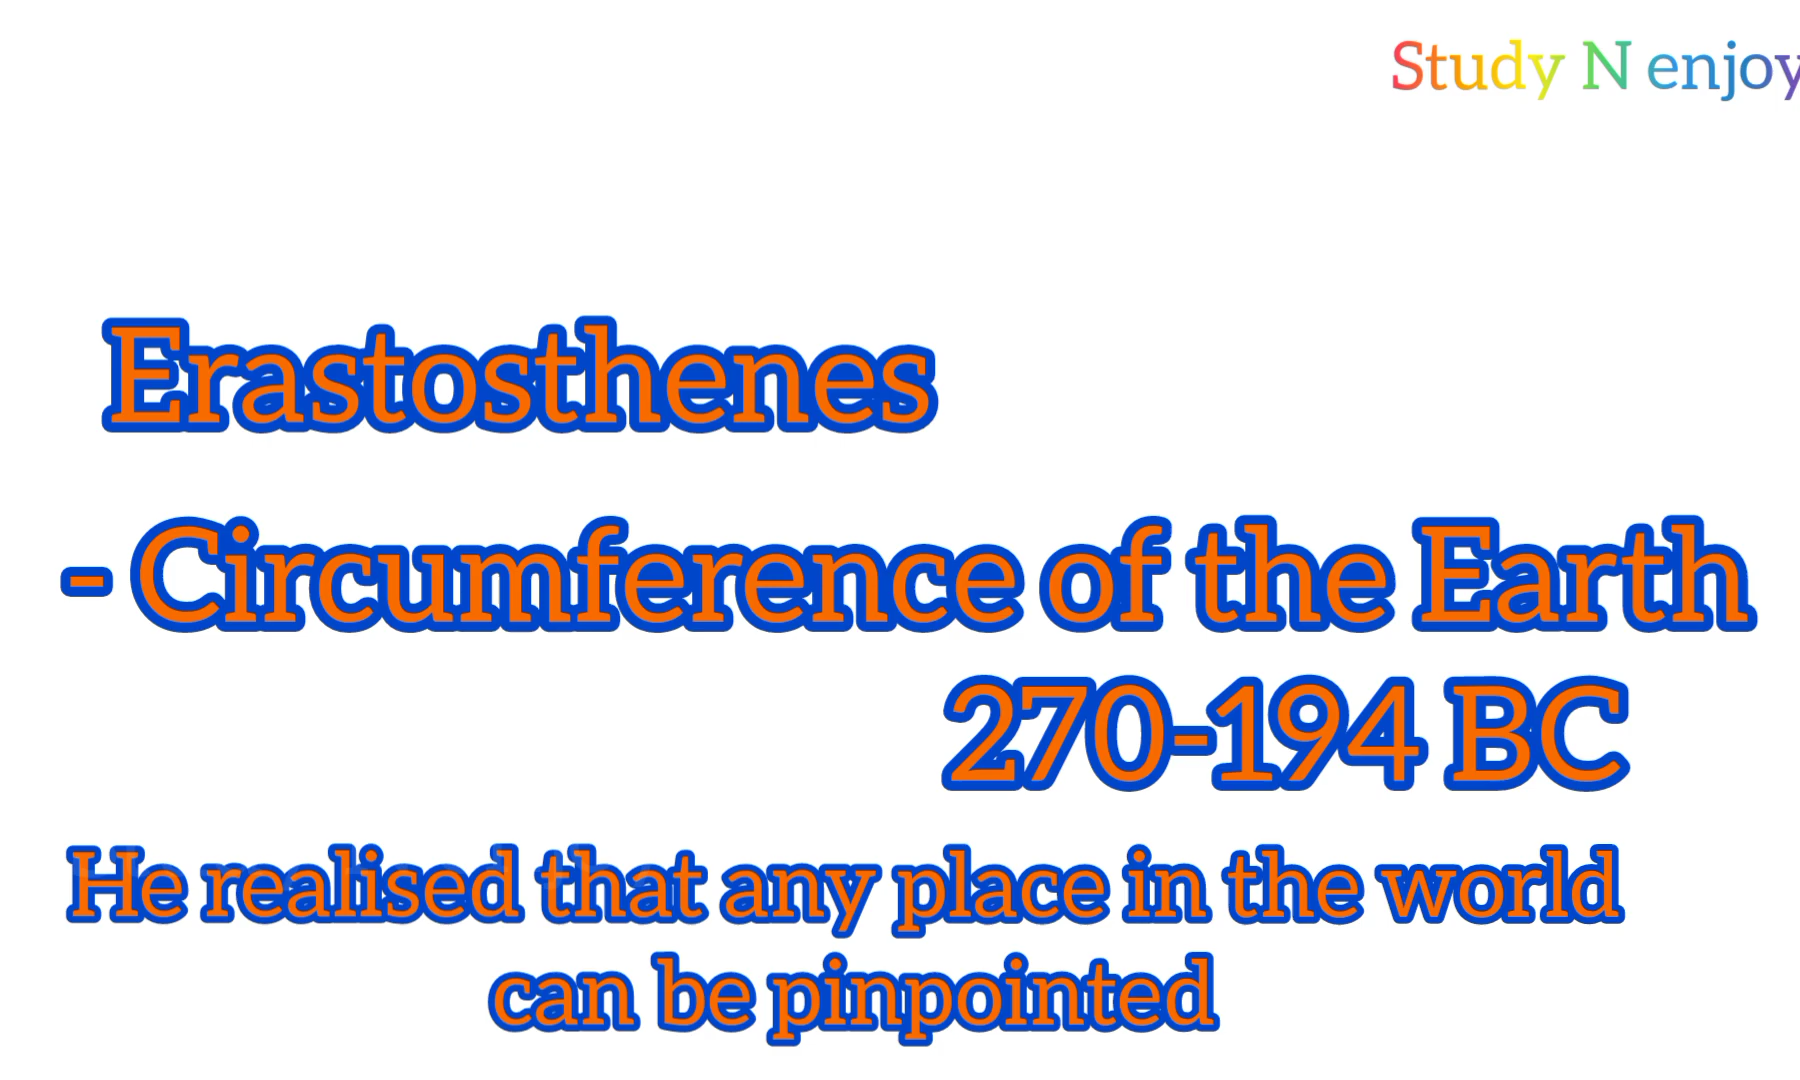 Study N enjoy
Erastosthenes
- Circumference of the Earth
270-194 BC
He realised that any place in the world
can be pinpointed